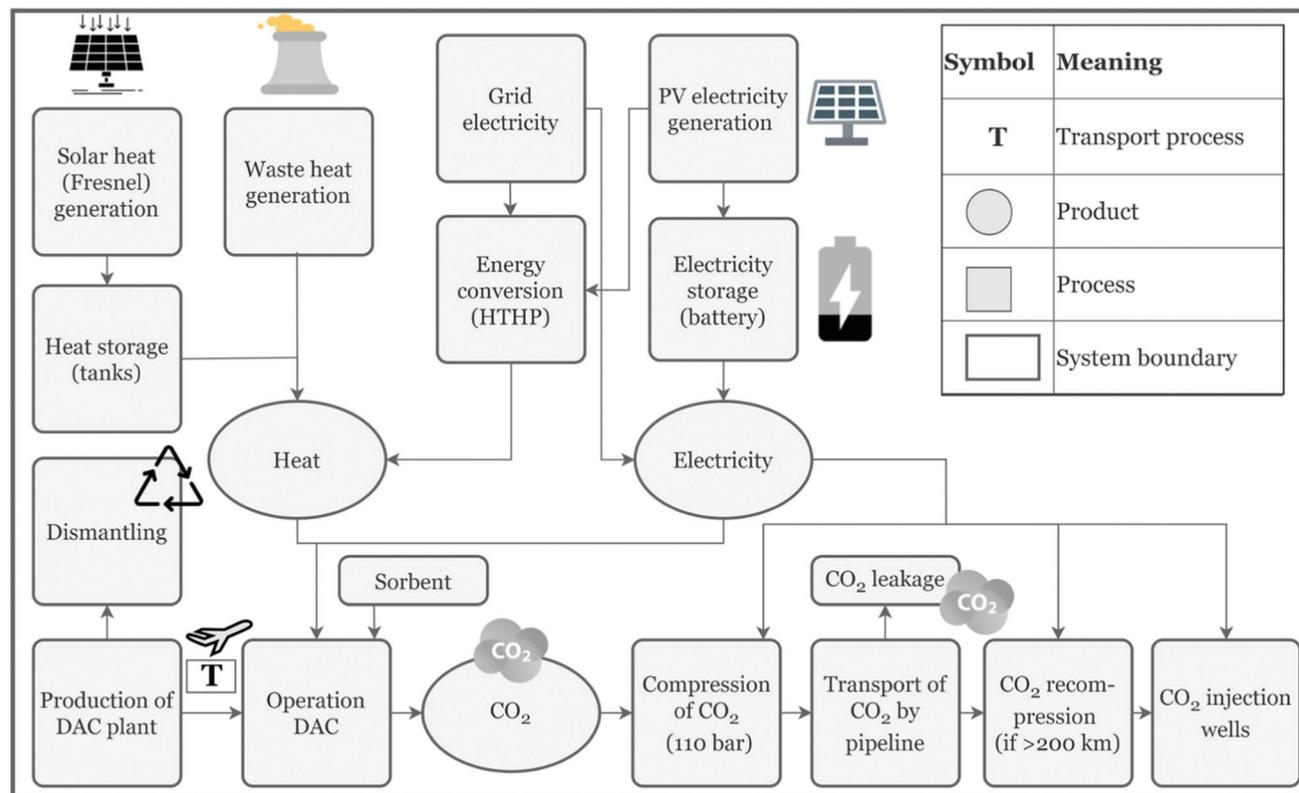 Solar heat
(Fresnel)
generation
Waste heat
generation
Grid
electricity
PV electricity
generation
Symbol Meaning
T Transport process
Product
Process
System boundary
Heat storage
(tanks)
Energy
conversion
(HTHP)
Electricity
storage
(battery)
Heat
Electricity
Dismantling
Sorbent
CO₂ leakage
CO₂
T
Production of
DAC plant
Operation
DAC
CO₂
CO₂
Compression
of CO₂
(110 bar)
Transport of
CO₂ by
pipeline
CO₂ recom-
pression
(if >200 km)
CO₂ injection
wells